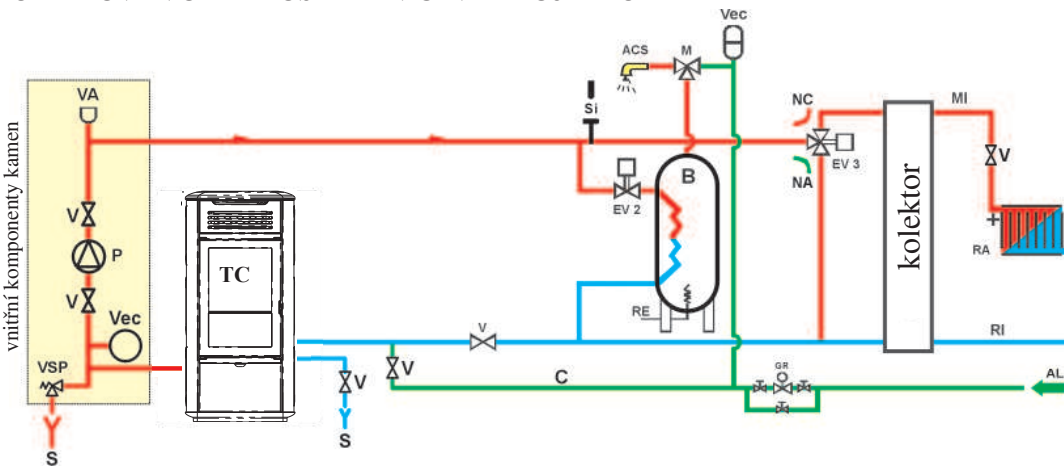 Vec
ACS
M
VA
Si
NC
MI
V
EV 3
B
EV 2
NA
V
P
kolektor
RA
vnitřní komponenty kamen
TC
V
Vec
RE
V
RI
VSP
V
V
C
GR
AL
S
S